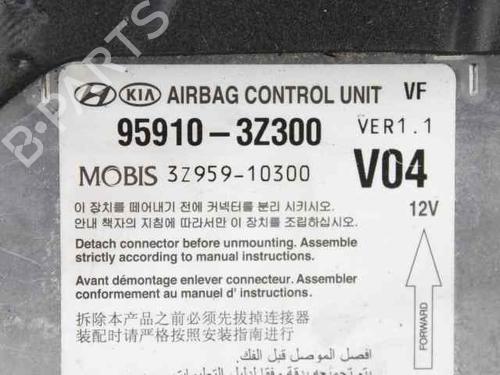 KIA AIRBAG CONTROL UNIT VF
95910-3Z300 VER1.1
MOBIS 3Z959-10300 V04
이 장치를 떼어내기 전에 커넥터를 분리 시키시오.
안내 책자의 지침에 따라서만 이 장치를 조립하십시오. 12V
Detach connector before unmounting. Assemble
strictly according to manual instructions.
Avant démontage enlever connecteur. Assembler
conformement au manuel d' instructions.
拆除本产品之前必须先拔掉连接器
装配时请严格按照安装指南进行
FORWARD
افصل الموصل قبل الفك.
B-PARTS